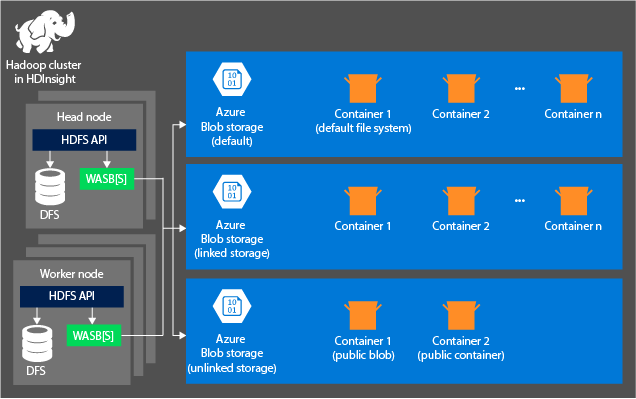 Hadoop cluster
in HDInsight
Head node
HDFS API
WASB[S]
DFS
Worker node
HDFS API
WASB[S]
DFS
10
01
Azure
Blob storage
(default)
Container 1
(default file system)
Container 2
...
Container n
10
01
Azure
Blob storage
(linked storage)
Container 1
Container 2
...
Container n
10
01
Azure
Blob storage
(unlinked storage)
Container 1
(public blob)
Container 2
(public container)